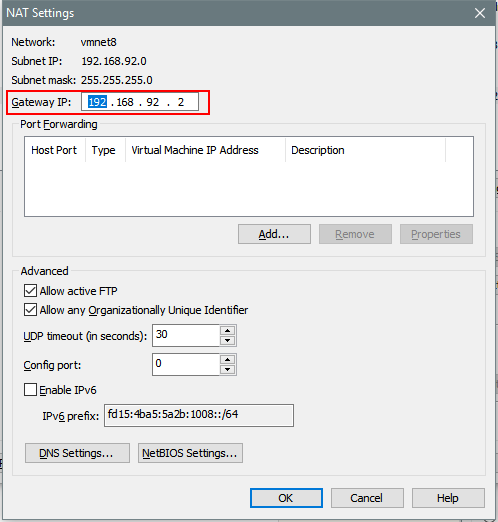 NAT Settings
Network: vmnet8
Subnet IP: 192.168.92.0
Subnet mask: 255.255.255.0
Gateway IP: 192 . 168 . 92 . 2
Port Forwarding
Host Port Type Virtual Machine IP Address Description
Add... Remove Properties
Advanced
Allow active FTP
Allow any Organizationally Unique Identifier
UDP timeout (in seconds): 30
Config port: 0
Enable IPv6
IPv6 prefix: fd15:4ba5:5a2b:1008::/64
DNS Settings... NetBIOS Settings...
OK Cancel Help